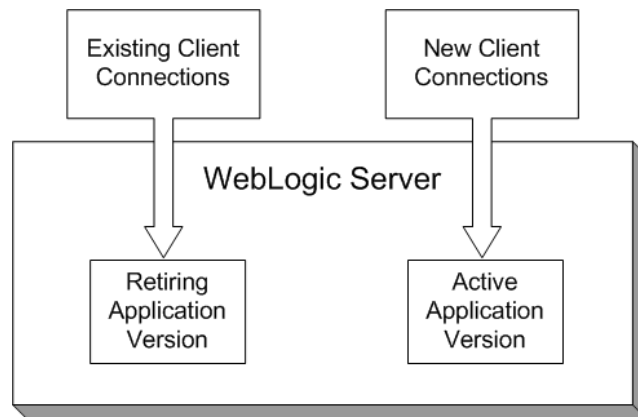 Existing Client
Connections
New Client
Connections
WebLogic Server
Retiring
Application
Version
Active
Application
Version